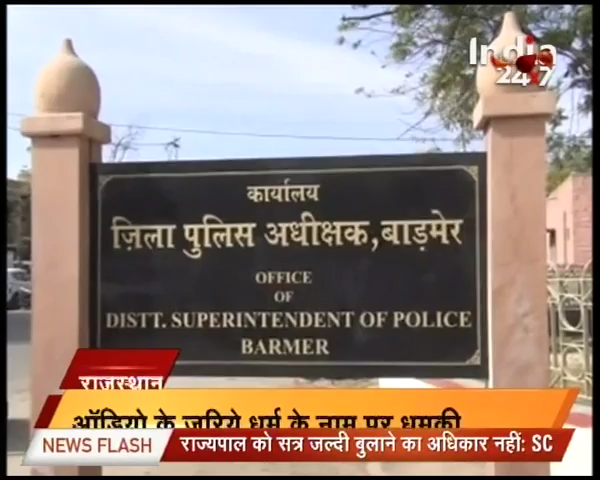 India
24x7
कार्यालय
ज़िला पुलिस अधीक्षक,बाड़मेर
OFFICE
OF
DISTT. SUPERINTENDENT OF POLICE
BARMER
राजस्थान
ऑडियो के जरिये धर्म के नाम पर धमकी
NEWS FLASH
राज्यपाल को सत्र जल्दी बुलाने का अधिकार नहीं: SC